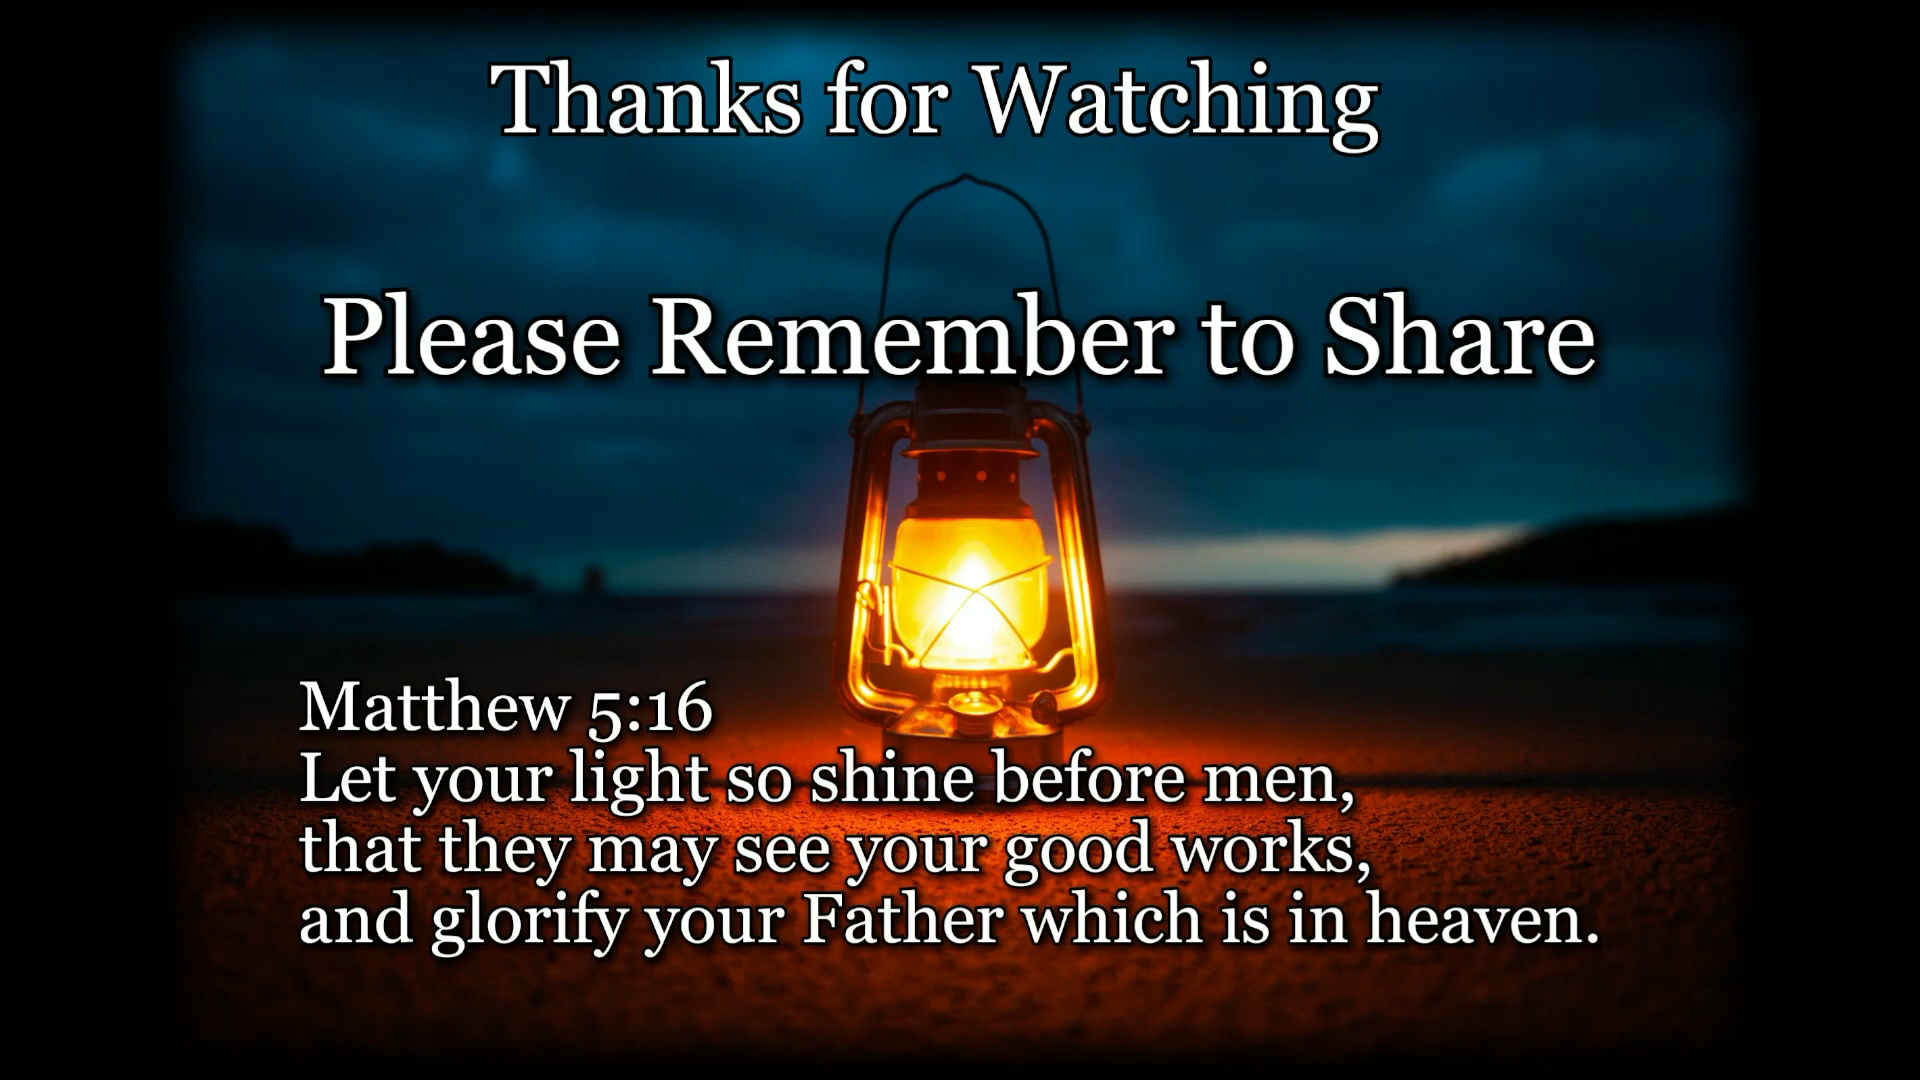 Thanks for Watching
Please Remember to Share
Matthew 5:16
Let your light so shine before men,
that they may see your good works,
and glorify your Father which is in heaven.